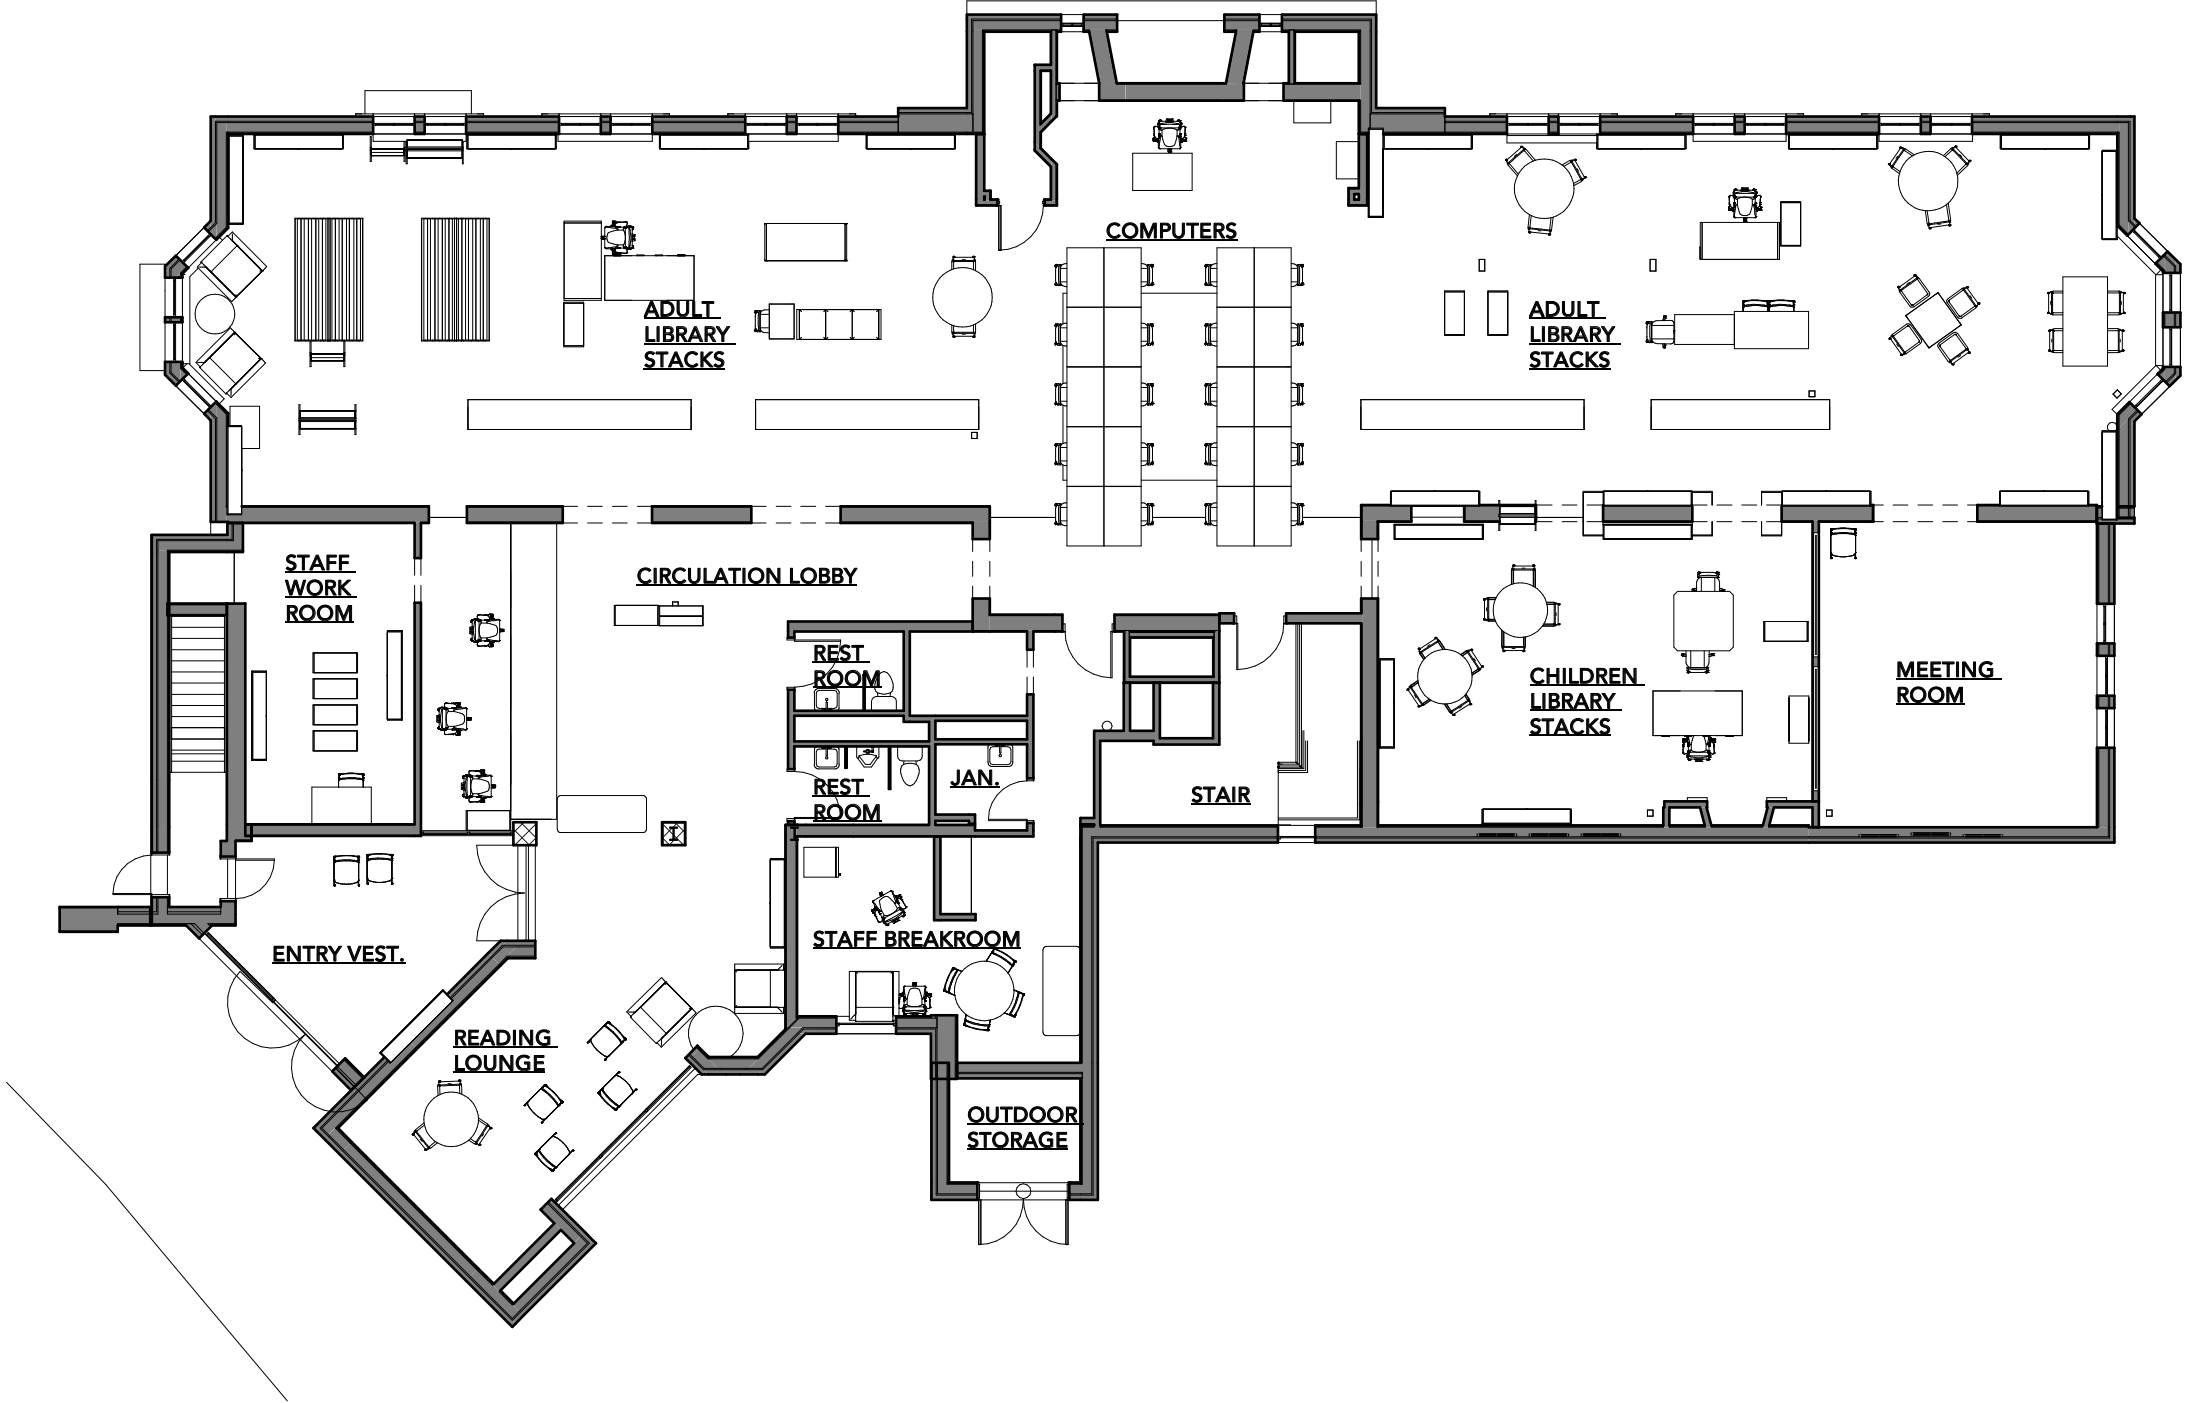 COMPUTERS
ADULT
LIBRARY
STACKS
ADULT
LIBRARY
STACKS
STAFF
WORK
ROOM
CIRCULATION LOBBY
REST
ROOM
CHILDREN
LIBRARY
STACKS
MEETING
ROOM
REST
ROOM
JAN.
STAIR
ENTRY VEST.
STAFF BREAKROOM
READING
LOUNGE
OUTDOOR
STORAGE